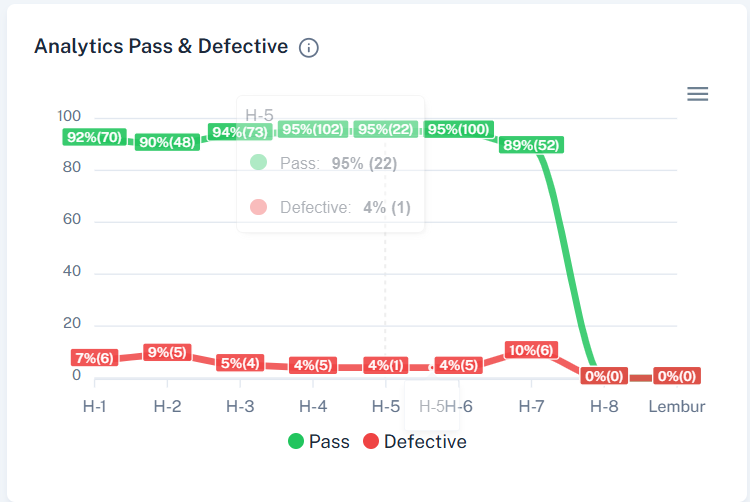 Analytics Pass & Defective
H-5
100
92%(70) 90%(48) 94%(73) 95%(102) 95%(22) 95%(100) 89%(52)
80
Pass: 95% (22)
Defective: 4% (1)
60
40
20
7%(6) 9%(5) 5%(4) 4%(5) 4%(1) 4%(5) 10%(6) 0%(0) 0%(0)
0
H-1 H-2 H-3 H-4 H-5 H-5 H-6 H-7 H-8 Lembur
Pass Defective